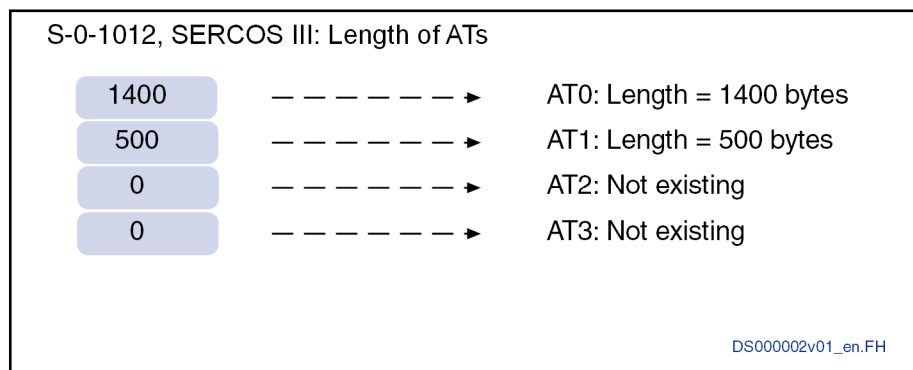 S-0-1012, SERCOS III: Length of ATs
1400 AT0: Length = 1400 bytes
500 AT1: Length = 500 bytes
0 AT2: Not existing
0 AT3: Not existing
DS000002v01_en.FH